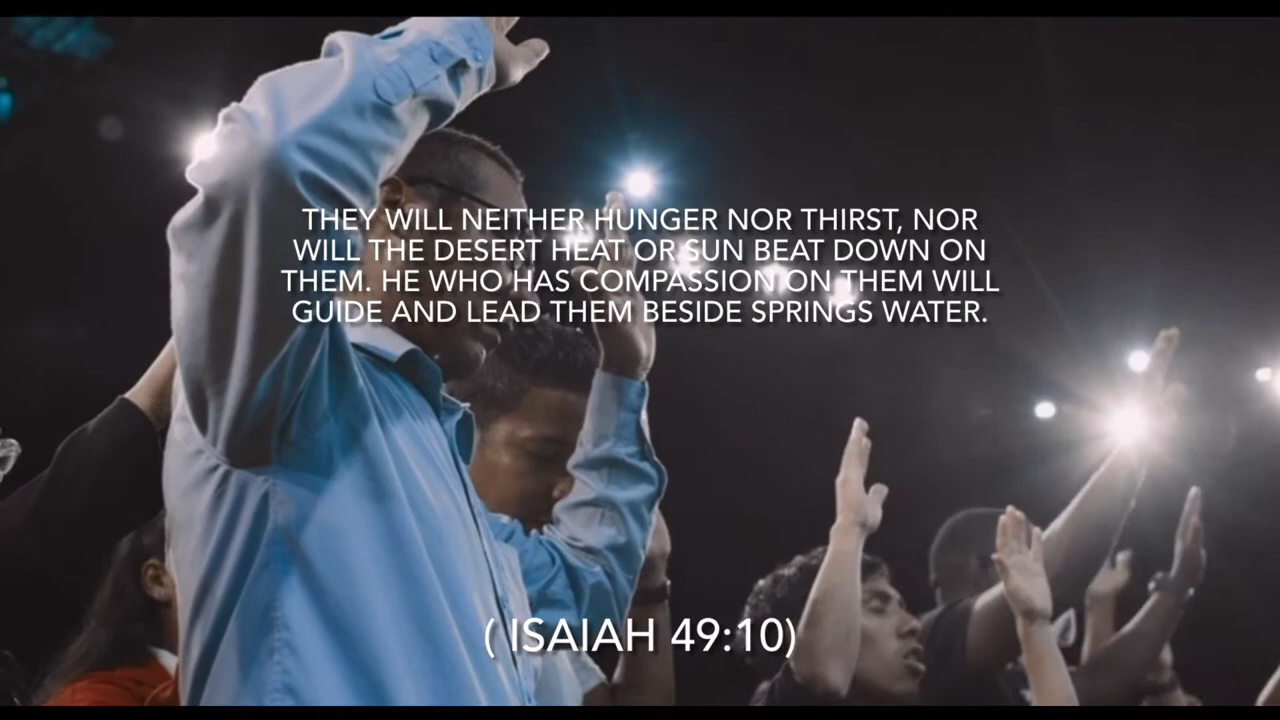 THEY WILL NEITHER HUNGER NOR THIRST, NOR
WILL THE DESERT HEAT OR SUN BEAT DOWN ON
THEM. HE WHO HAS COMPASSION ON THEM WILL
GUIDE AND LEAD THEM BESIDE SPRINGS WATER.
( ISAIAH 49:10)